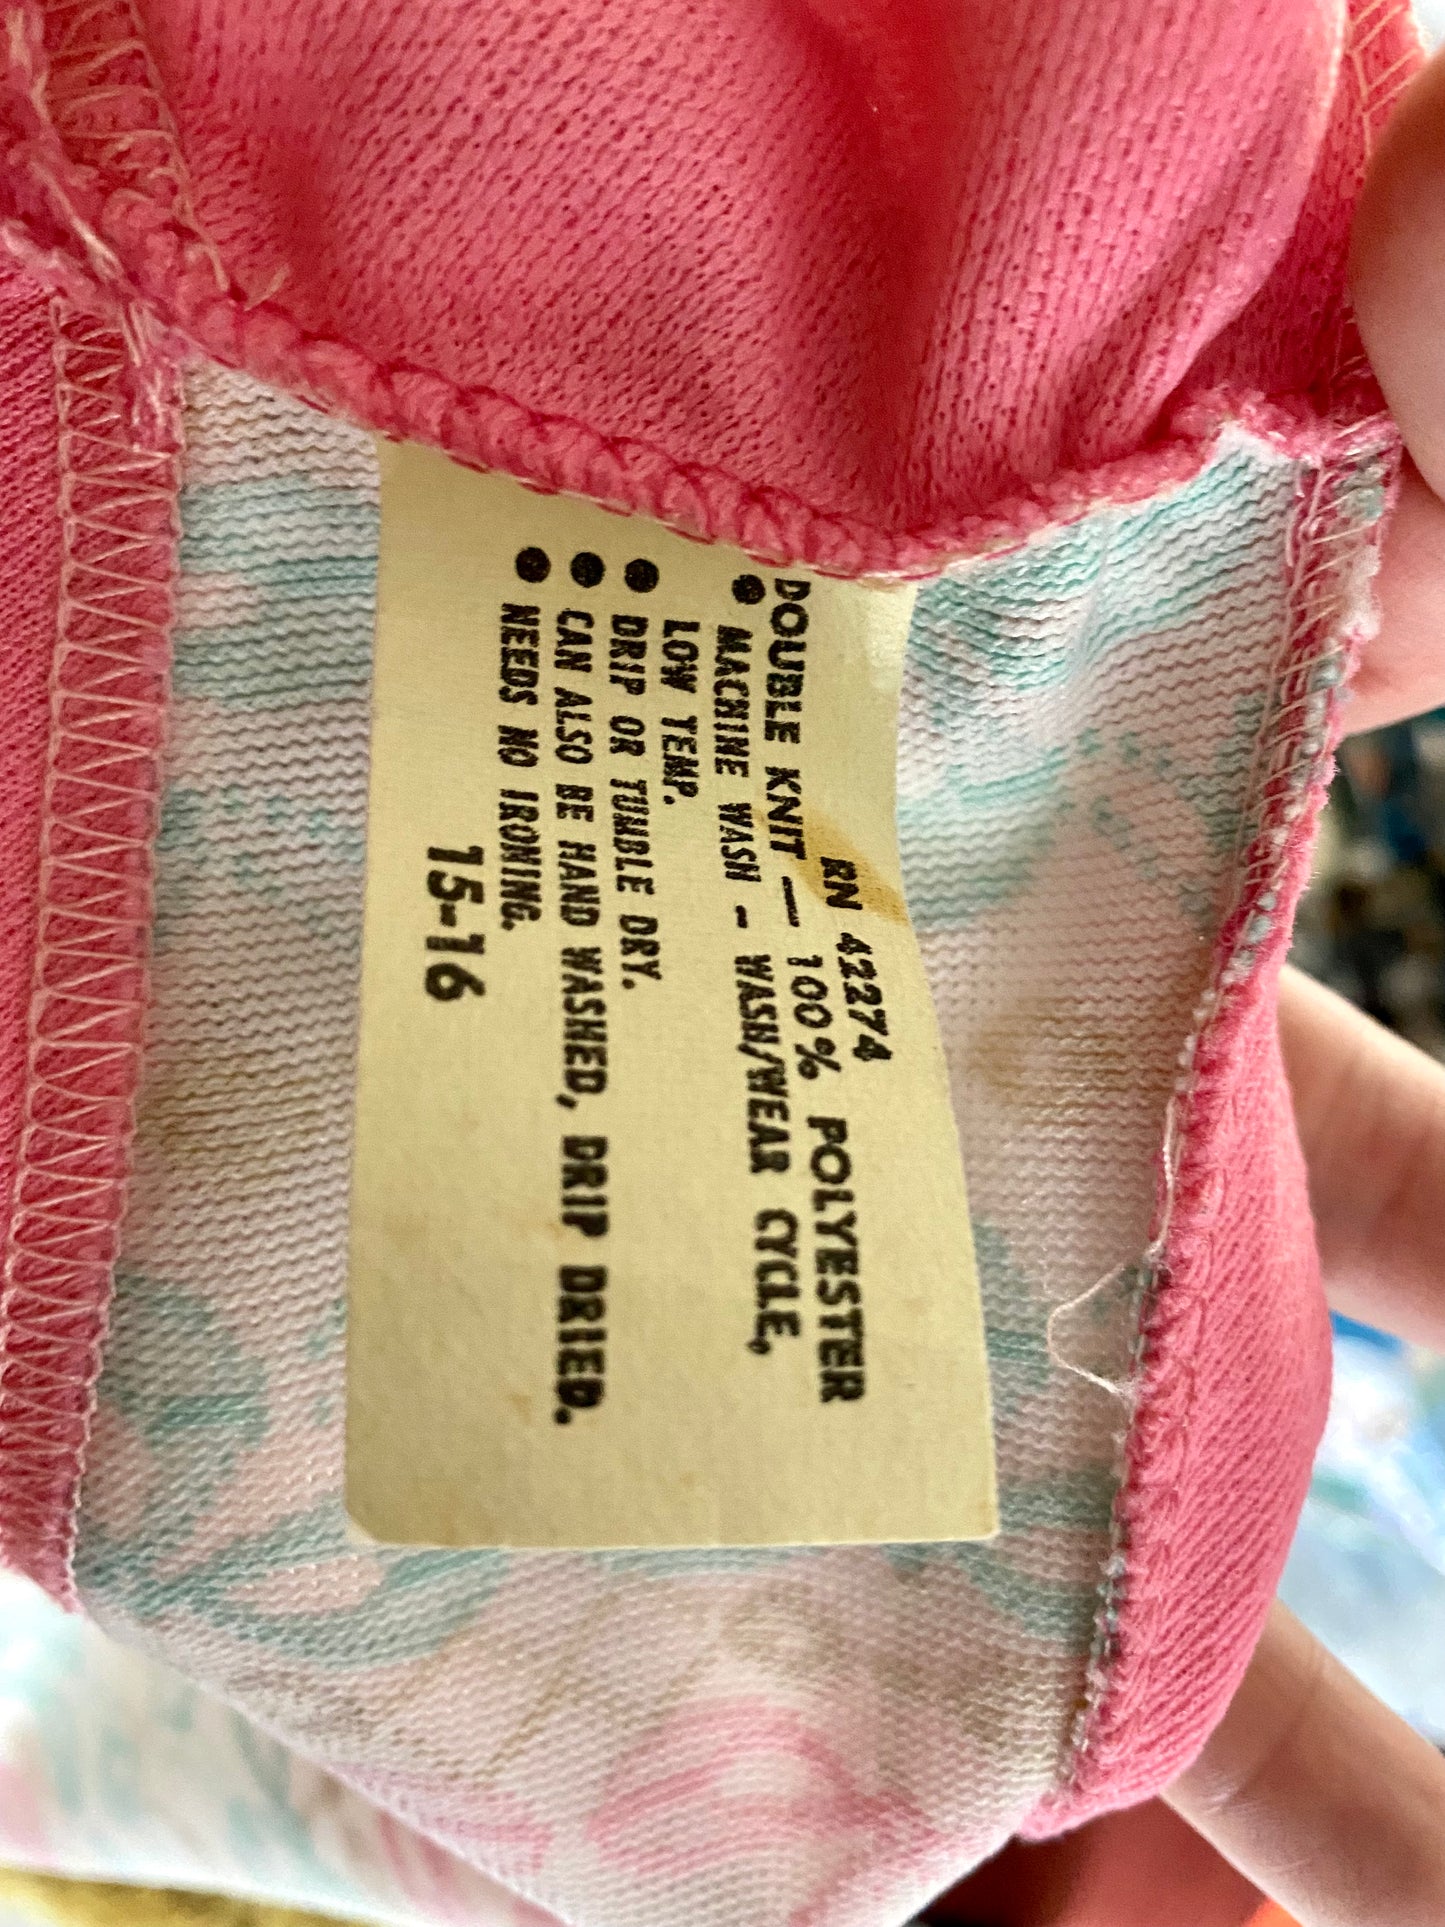 RN 42274
DOUBLE KNIT — 100% POLYESTER
● MACHINE WASH - WASH/WEAR CYCLE,
LOW TEMP.
● DRIP OR TUMBLE DRY.
● CAN ALSO BE HAND WASHED, DRIP DRIED.
● NEEDS NO IRONING.
15-16